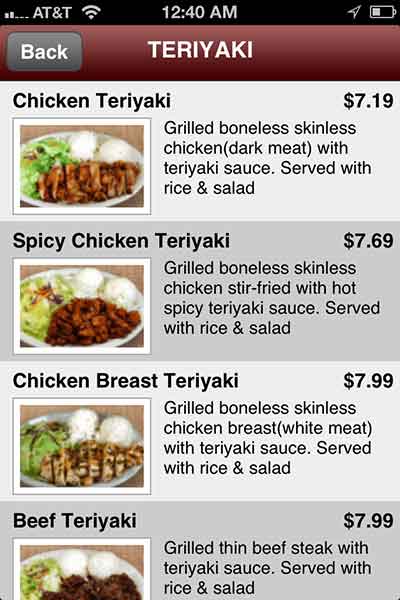 AT&T 12:40 AM
Back TERIYAKI
Chicken Teriyaki $7.19
Grilled boneless skinless
chicken(dark meat) with
teriyaki sauce. Served with
rice & salad
Spicy Chicken Teriyaki $7.69
Grilled boneless skinless
chicken stir-fried with hot
spicy teriyaki sauce. Served
with rice & salad
Chicken Breast Teriyaki $7.99
Grilled boneless skinless
chicken breast(white meat)
with teriyaki sauce. Served
with rice & salad
Beef Teriyaki $7.99
Grilled thin beef steak with
teriyaki sauce. Served with
rice & salad